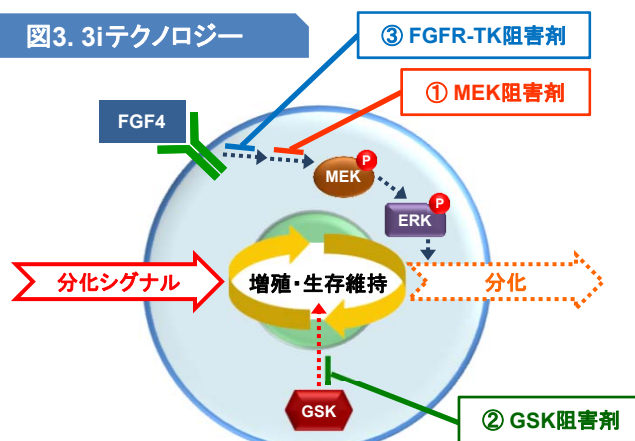 図3. 3iテクノロジー
③ FGFR-TK阻害剤
① MEK阻害剤
FGF4
P
MEK
P
ERK
分化シグナル
増殖・生存維持
分化
GSK
② GSK阻害剤